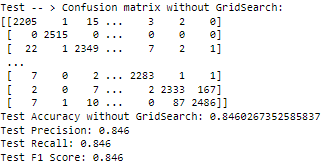 Test -- > Confusion matrix without GridSearch:
[[2205 1 15 ... 3 2 0]
[ 0 2515 0 ... 0 0 0]
[ 22 1 2349 ... 7 2 1]
...
[ 7 0 2 ... 2283 1 1]
[ 2 0 7 ... 2 2333 167]
[ 7 1 10 ... 0 87 2486]]
Test Accuracy without GridSearch: 0.8460267352585837
Test Precision: 0.846
Test Recall: 0.846
Test F1 Score: 0.846